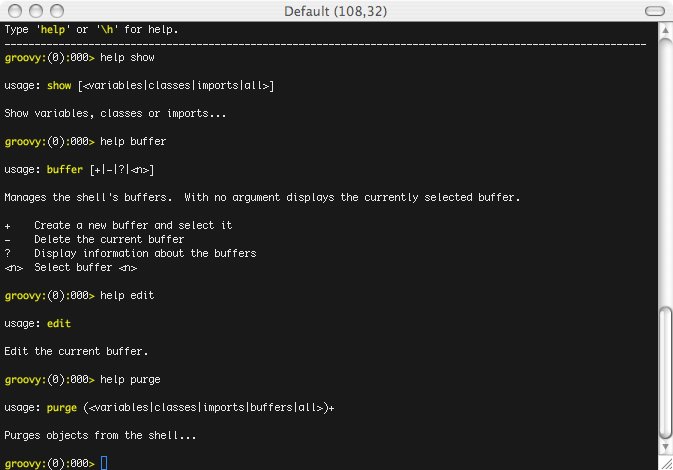 Default (108,32)
Type 'help' or '\h' for help.
-------------------------------------------------------------------------------------------------------
groovy:(0):000> help show
usage: show [<variables|classes|imports|all>]
Show variables, classes or imports...
groovy:(0):000> help buffer
usage: buffer [+|-|?|<n>]
Manages the shell's buffers.  With no argument displays the currently selected buffer.
+    Create a new buffer and select it
-    Delete the current buffer
?    Display information about the buffers
<n>  Select buffer <n>
groovy:(0):000> help edit
usage: edit
Edit the current buffer.
groovy:(0):000> help purge
usage: purge (<variables|classes|imports|buffers|all>)+
Purges objects from the shell...
groovy:(0):000>